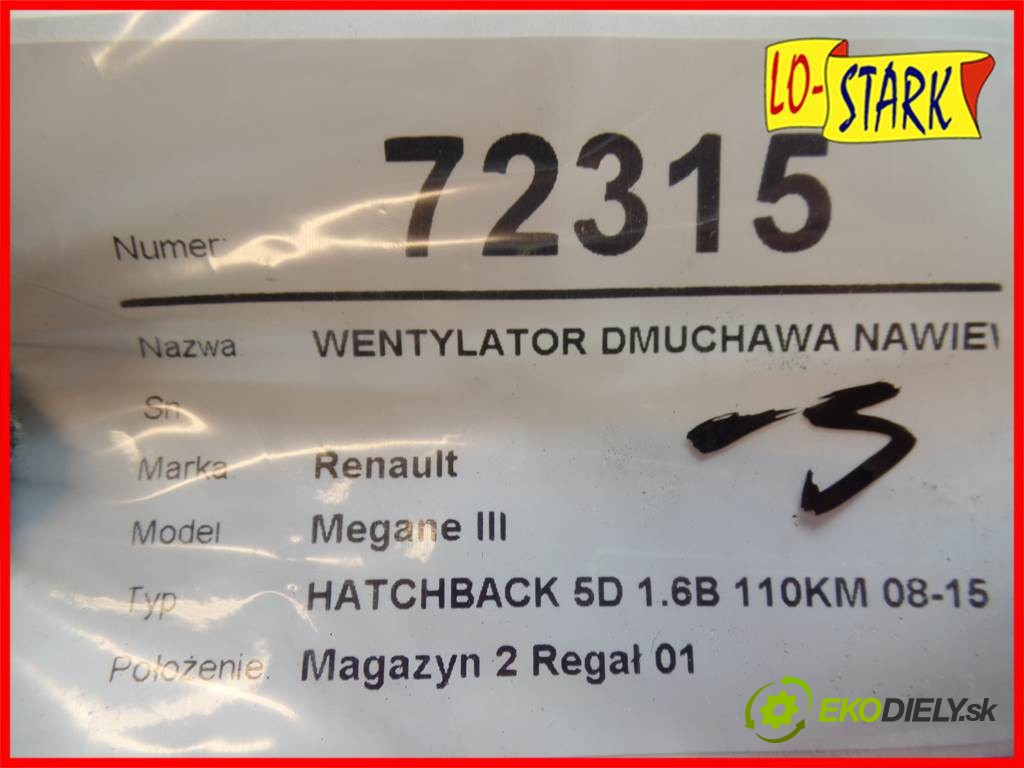 LO-STARK
Numer: 72315
Nazwa WENTYLATOR DMUCHAWA NAWIEW
Sn
Marka Renault
Model Megane III
Typ HATCHBACK 5D 1.6B 110KM 08-15
Położenie Magazyn 2 Regał 01
EKODIELY.sk